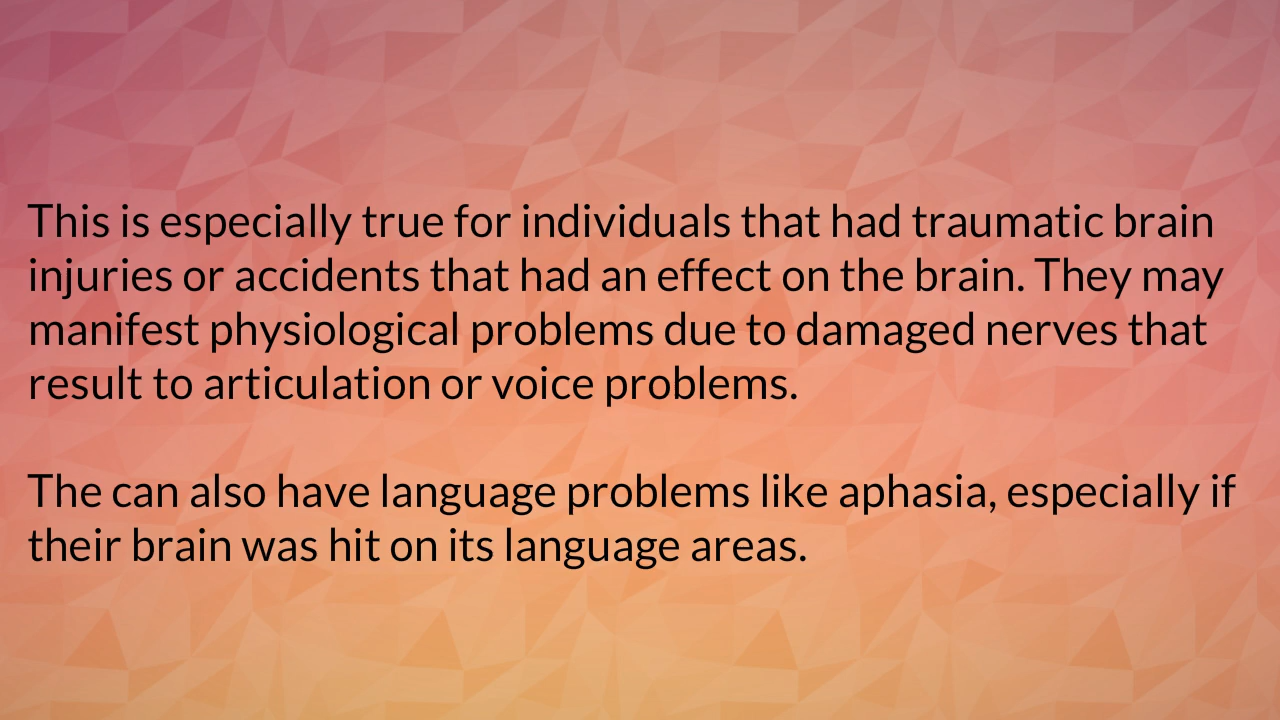 This is especially true for individuals that had traumatic brain
injuries or accidents that had an effect on the brain. They may
manifest physiological problems due to damaged nerves that
result to articulation or voice problems.
The can also have language problems like aphasia, especially if
their brain was hit on its language areas.